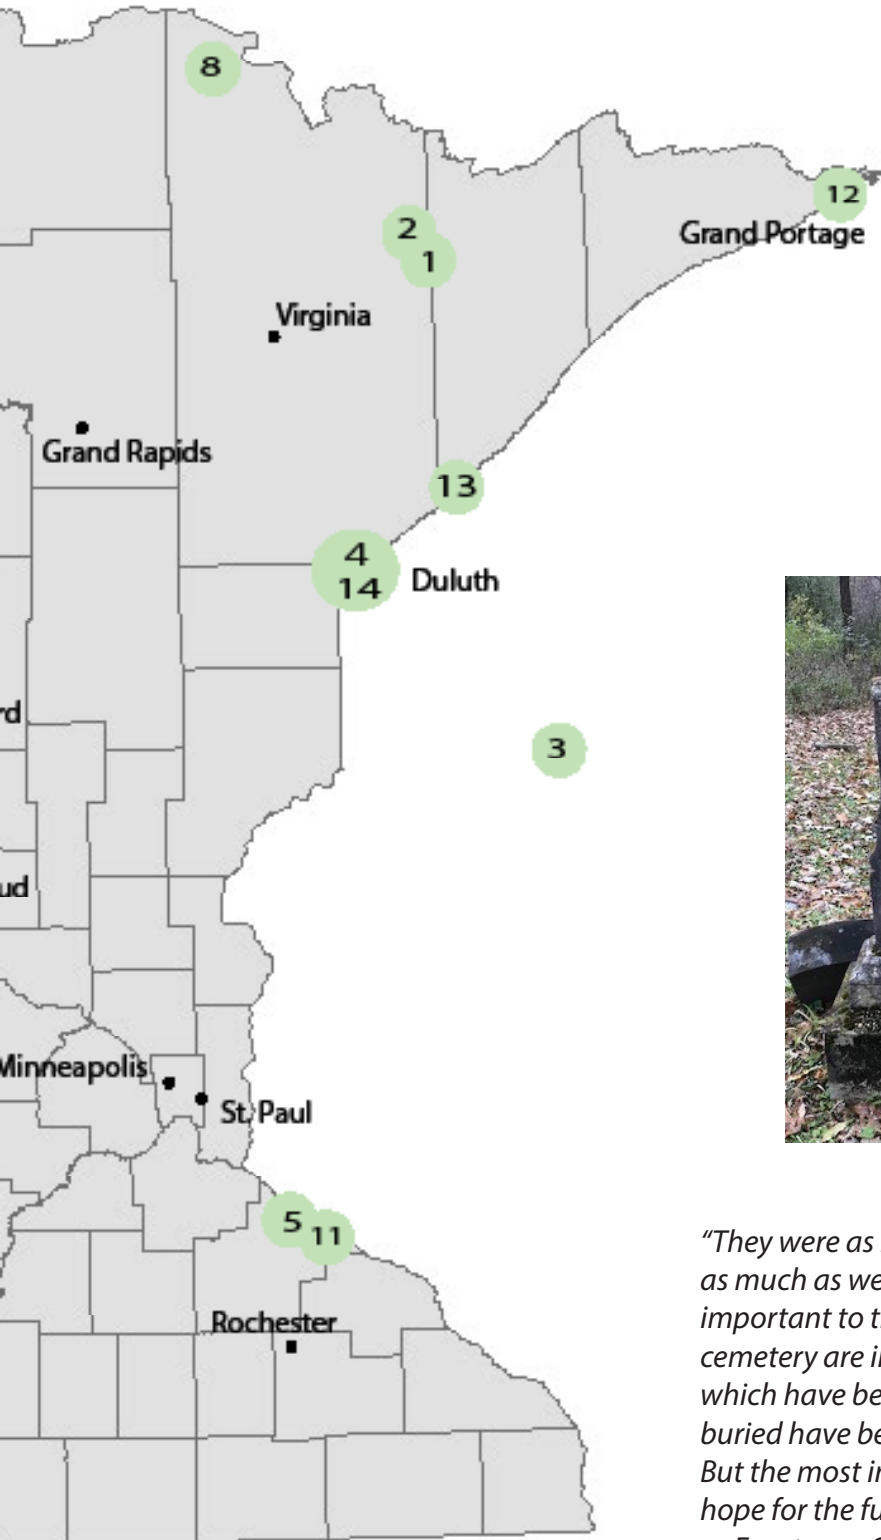 8
12
Grand Portage
2
1
Virginia
Grand Rapids
13
4
14
Duluth
rd
3
ud
Minneapolis
St. Paul
5
11
Rochester
“They were as
as much as we
important to t
cemetery are i
which have be
buried have be
But the most i
hope for the fu